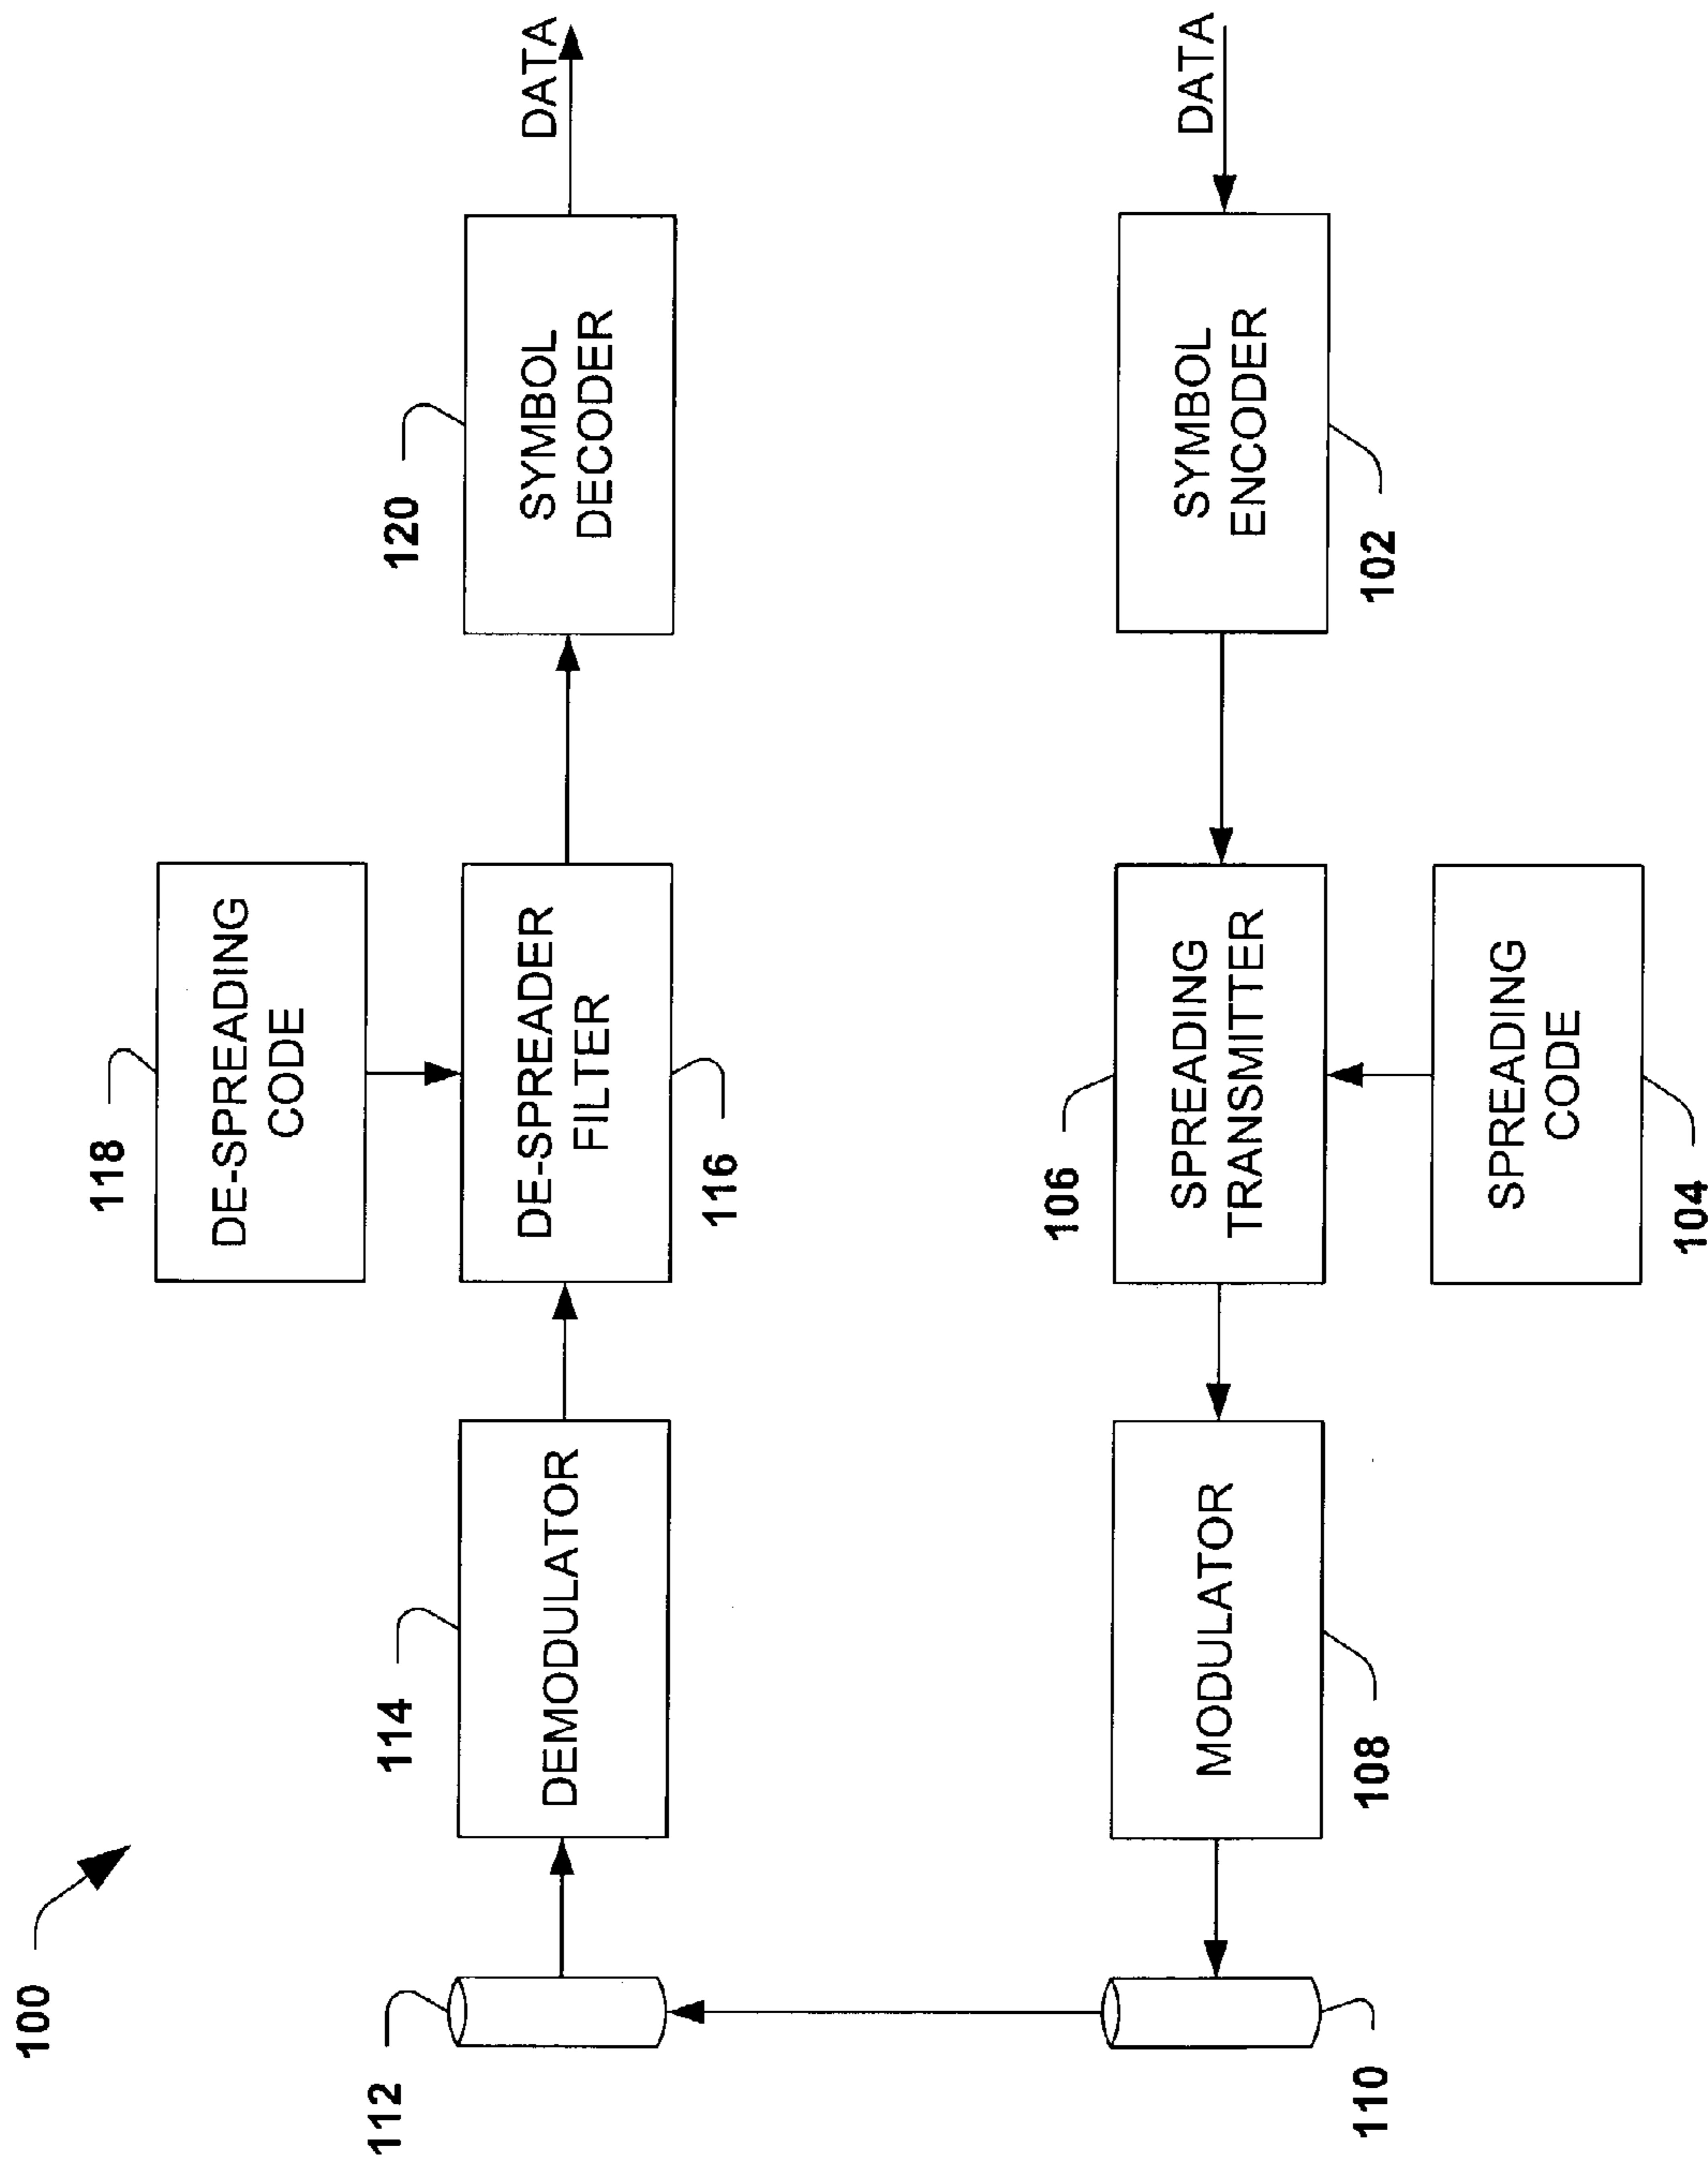 100
118
DE-SPREADING
CODE
112
114
DEMODULATOR
DE-SPREADER
FILTER
116
120
SYMBOL
DECODER
DATA
110
108
MODULATOR
106
SPREADING
TRANSMITTER
SYMBOL
ENCODER
102
DATA
SPREADING
CODE
104